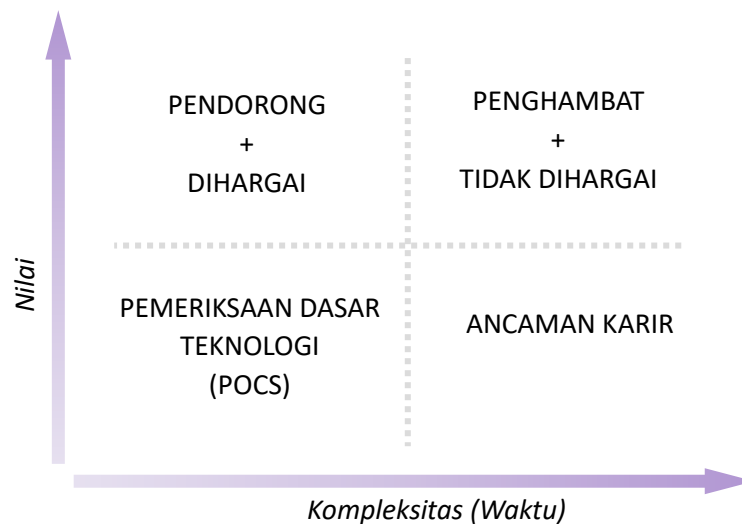 PENDORONG
+
DIHARGAI
PENGHAMBAT
+
TIDAK DIHARGAI
Nilai
PEMERIKSAAN DASAR
TEKNOLOGI
(POCS)
ANCAMAN KARIR
Kompleksitas (Waktu)